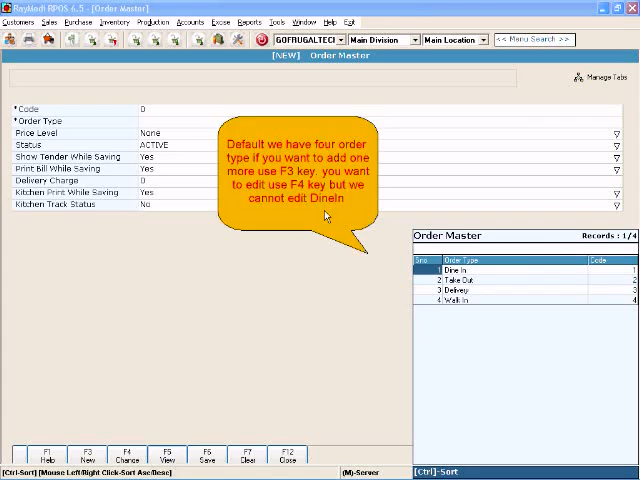 RayModi RPOS 6.5 - [Order Master]
Customers Sales Purchase Inventory Production Accounts Excise Reports Tools Window Help Exit
GOFRUGALTECI Main Division Main Location << Menu Search >>
[NEW] Order Master
Manage Tabs
*Code 0
*Order Type
Price Level None
Status ACTIVE
Show Tender While Saving Yes
Print Bill While Saving Yes
Delivery Charge 0
Kitchen Print While Saving Yes
Kitchen Track Status No
Default we have four order
type if you want to add one
more use F3 key. you want
to edit use F4 key but we
cannot edit DineIn
Order Master Records : 1/4
Sno Order Type Code
1 Dine In 1
2 Take Out 2
3 Delivery 3
4 Walk In 4
F1 Help
F3 New
F4 Change
F5 View
F6 Save
F7 Clear
F12 Close
[Ctrl-Sort] [Mouse Left/Right Click-Sort Asc/Desc] (M)-Server [Ctrl]-Sort